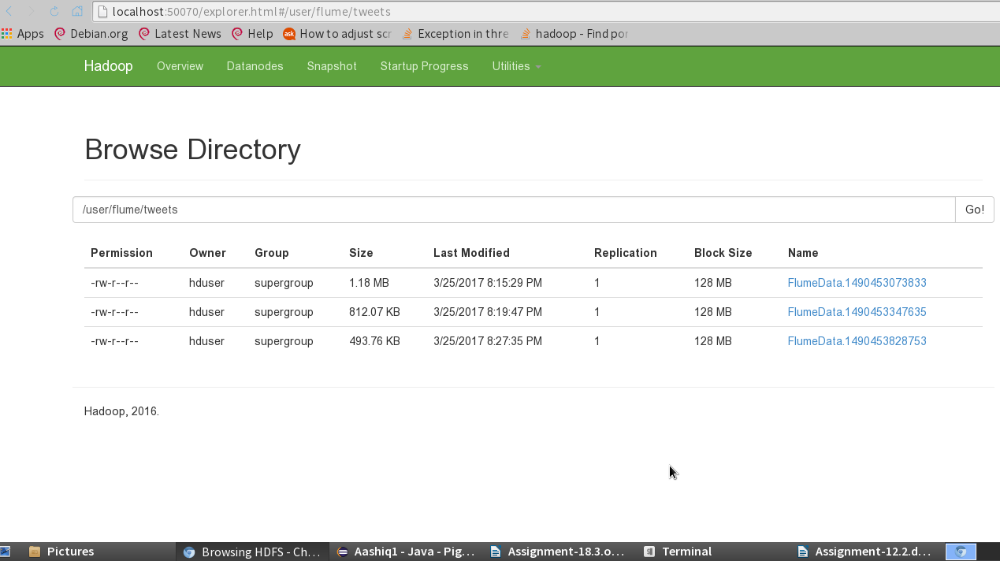 localhost:50070/explorer.html#/user/flume/tweets
Apps Debian.org Latest News Help ask How to adjust scr Exception in thre hadoop - Find por
Hadoop Overview Datanodes Snapshot Startup Progress Utilities
Browse Directory
/user/flume/tweets Go!
Permission Owner Group Size Last Modified Replication Block Size Name
-rw-r--r-- hduser supergroup 1.18 MB 3/25/2017 8:15:29 PM 1 128 MB FlumeData.1490453073833
-rw-r--r-- hduser supergroup 812.07 KB 3/25/2017 8:19:47 PM 1 128 MB FlumeData.1490453347635
-rw-r--r-- hduser supergroup 493.76 KB 3/25/2017 8:27:35 PM 1 128 MB FlumeData.1490453828753
Hadoop, 2016.
Pictures Browsing HDFS - Ch... Aashiq1 - Java - Pig... Assignment-18.3.o... Terminal Assignment-12.2.d...